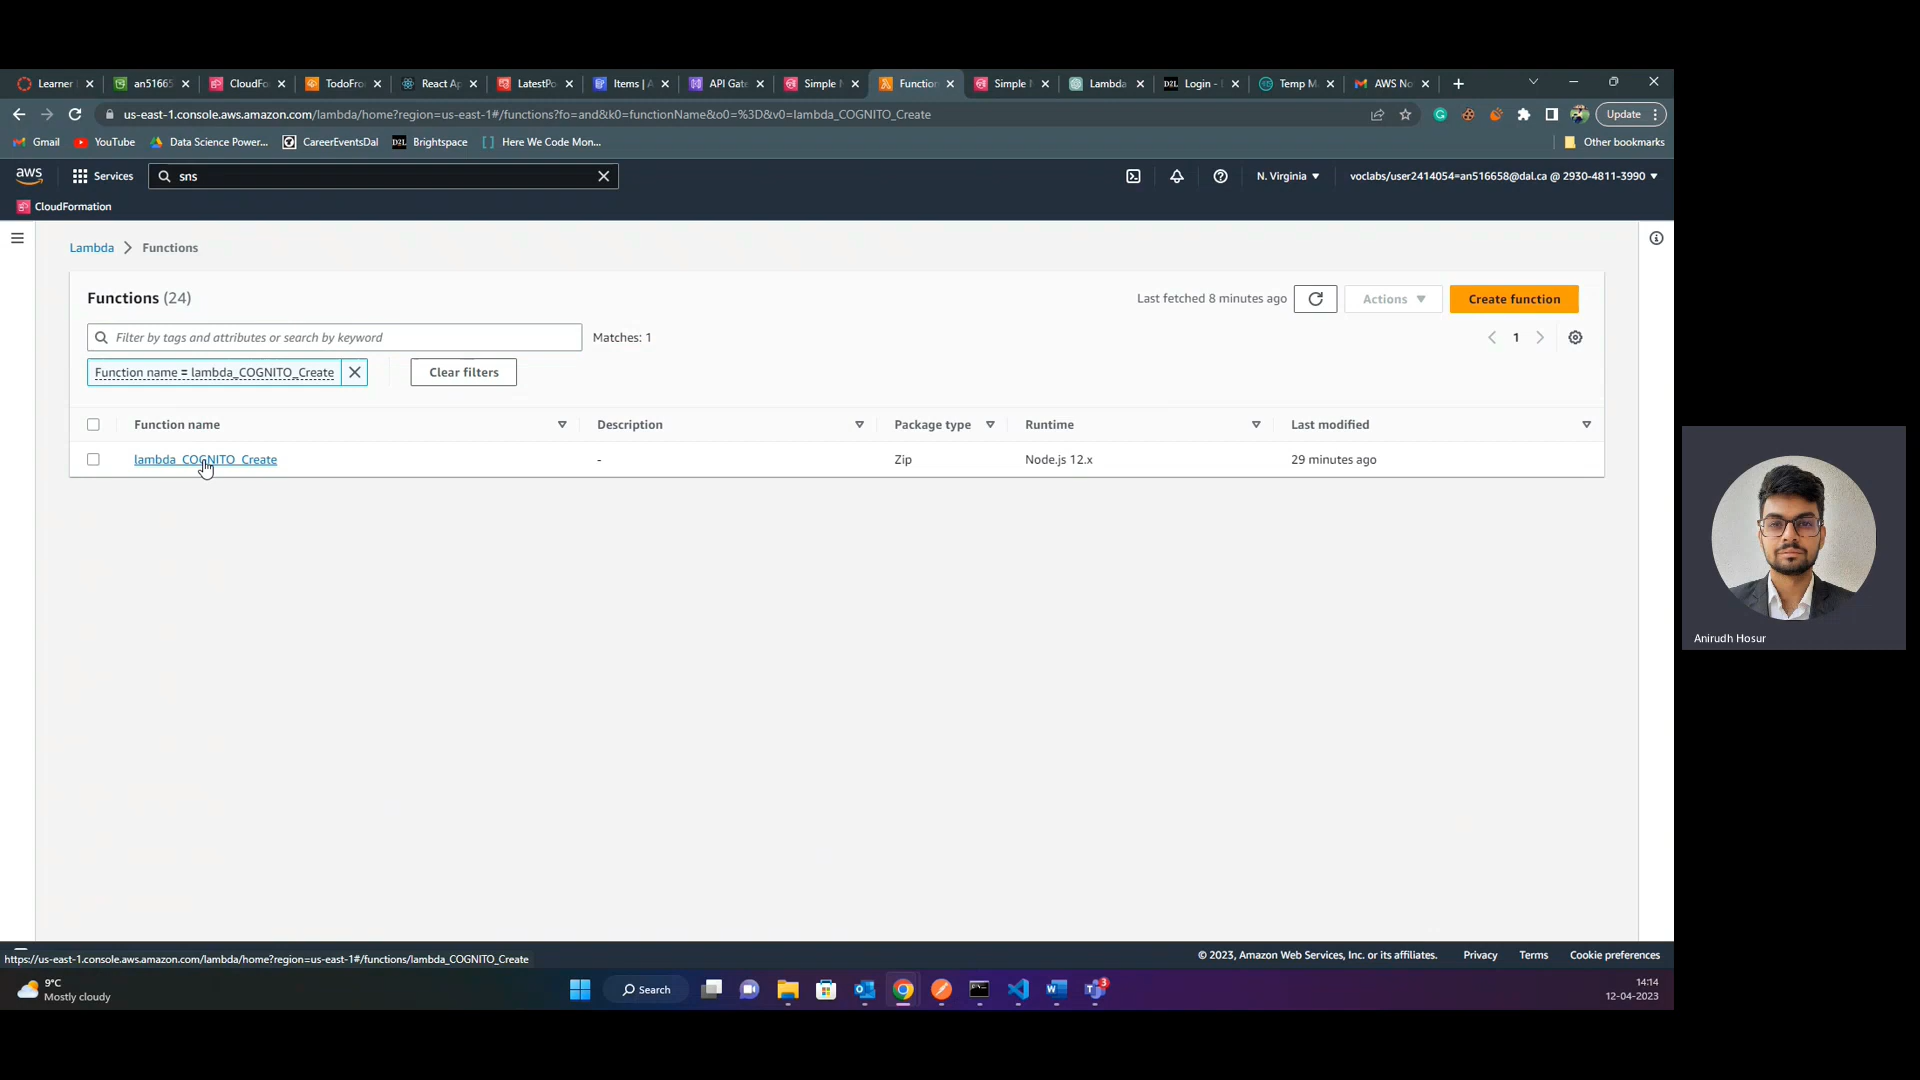 Learner
an5166
CloudFo
TodoFro
React Ap
LatestPo
Items | A
API Gate
Simple
Function
Simple
Lambda
Login -
Temp M
AWS No
us-east-1.console.aws.amazon.com/lambda/home?region=us-east-1#/functions?fo=and&k0=functionName&o0=%3D&v0=lambda_COGNITO_Create
Update
Gmail
YouTube
Data Science Power...
CareerEventsDal
Brightspace
Here We Code Mon...
Other bookmarks
aws
Services
sns
N. Virginia
voclabs/user2414054=an516658@dal.ca @ 2930-4811-3990
CloudFormation
Lambda > Functions
Functions (24)
Last fetched 8 minutes ago
Actions
Create function
Filter by tags and attributes or search by keyword
Matches: 1
1
Function name = lambda_COGNITO_Create
Clear filters
Function name Description Package type Runtime Last modified
lambda_COGNITO_Create - Zip Node.js 12.x 29 minutes ago
Anirudh Hosur
https://us-east-1.console.aws.amazon.com/lambda/home?region=us-east-1#/functions/lambda_COGNITO_Create
© 2023, Amazon Web Services, Inc. or its affiliates.
Privacy
Terms
Cookie preferences
9°C
Mostly cloudy
Search
3
14:14
12-04-2023